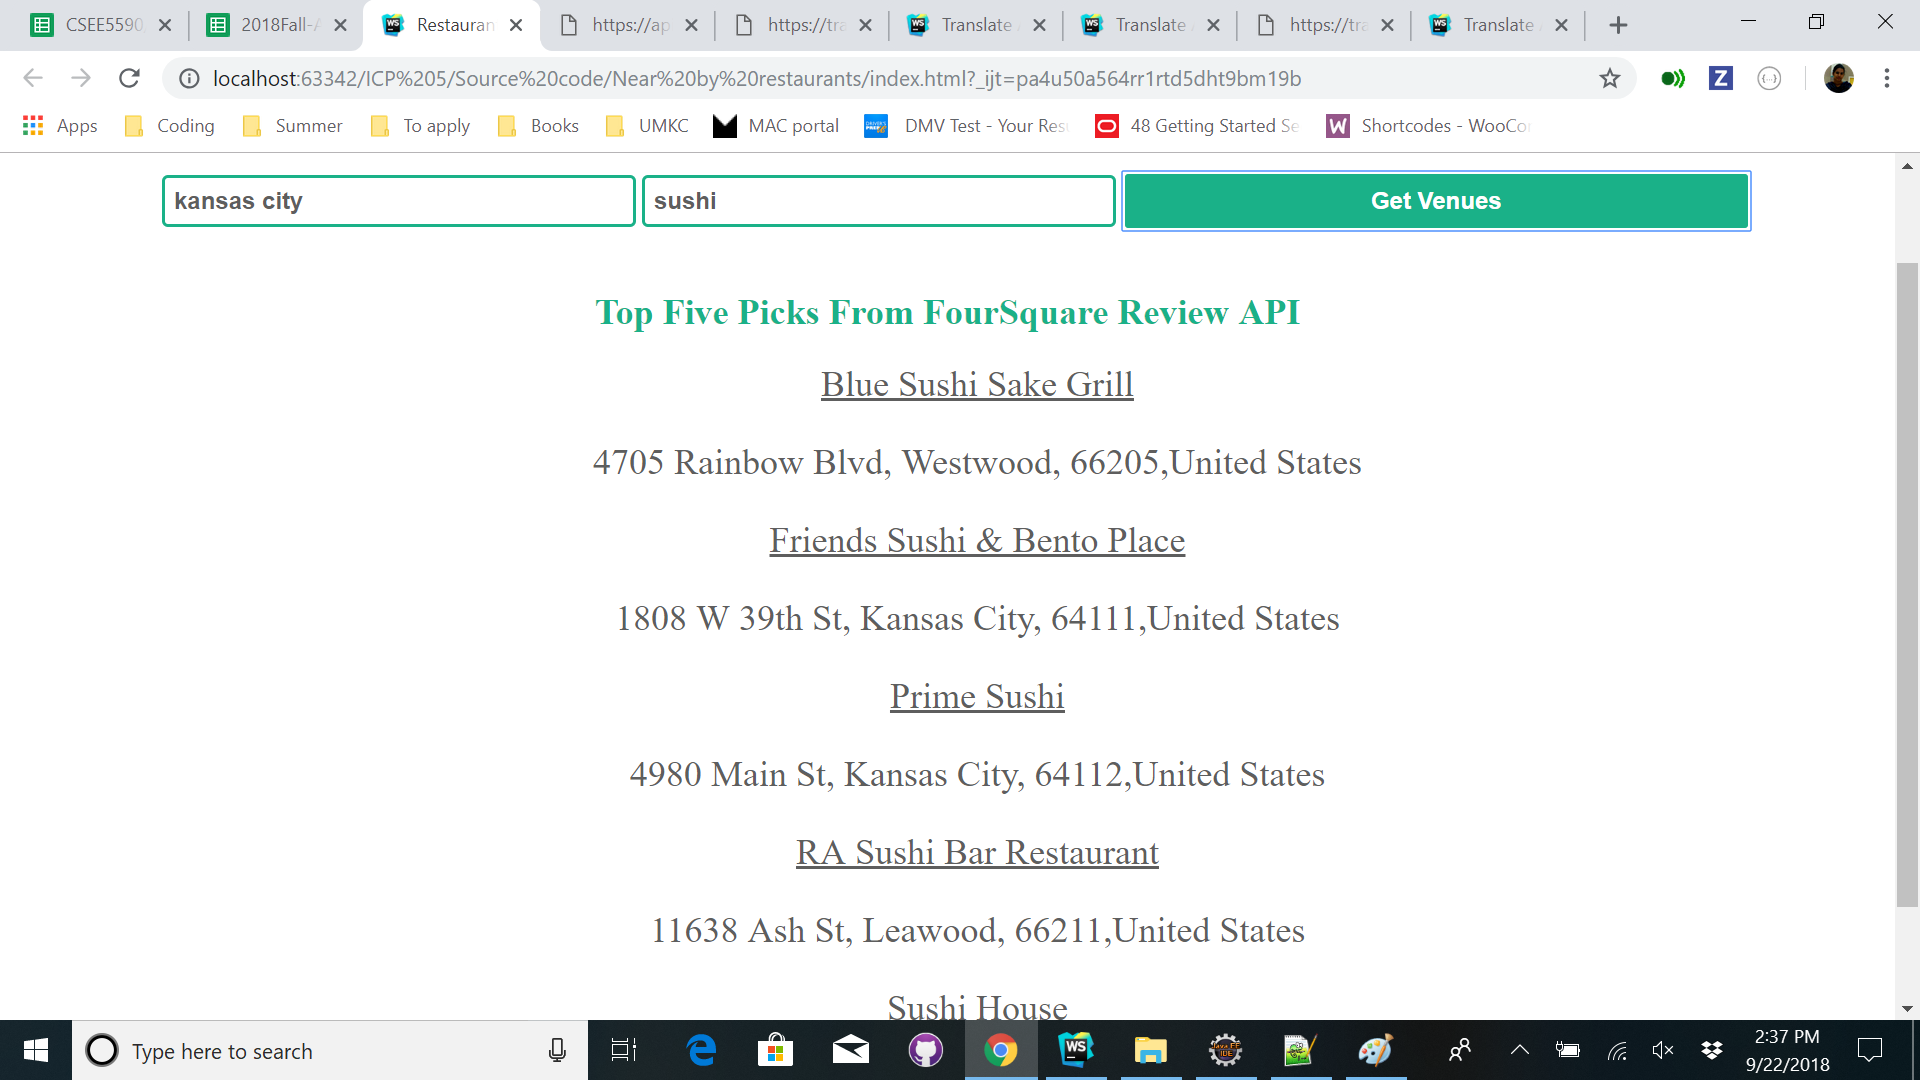 CSEE5590
2018Fall-A
Restauran
https://ap
https://tra
Translate
Translate
https://tra
Translate
localhost:63342/ICP%205/Source%20code/Near%20by%20restaurants/index.html?_ijt=pa4u50a564rr1rtd5dht9bm19b
Apps
Coding
Summer
To apply
Books
UMKC
MAC portal
DMV Test - Your Res
48 Getting Started Se
Shortcodes - WooCo
kansas city
sushi
Get Venues
Top Five Picks From FourSquare Review API
Blue Sushi Sake Grill
4705 Rainbow Blvd, Westwood, 66205,United States
Friends Sushi & Bento Place
1808 W 39th St, Kansas City, 64111,United States
Prime Sushi
4980 Main St, Kansas City, 64112,United States
RA Sushi Bar Restaurant
11638 Ash St, Leawood, 66211,United States
Sushi House
Type here to search
WS
Java EE
IDE
2:37 PM
9/22/2018